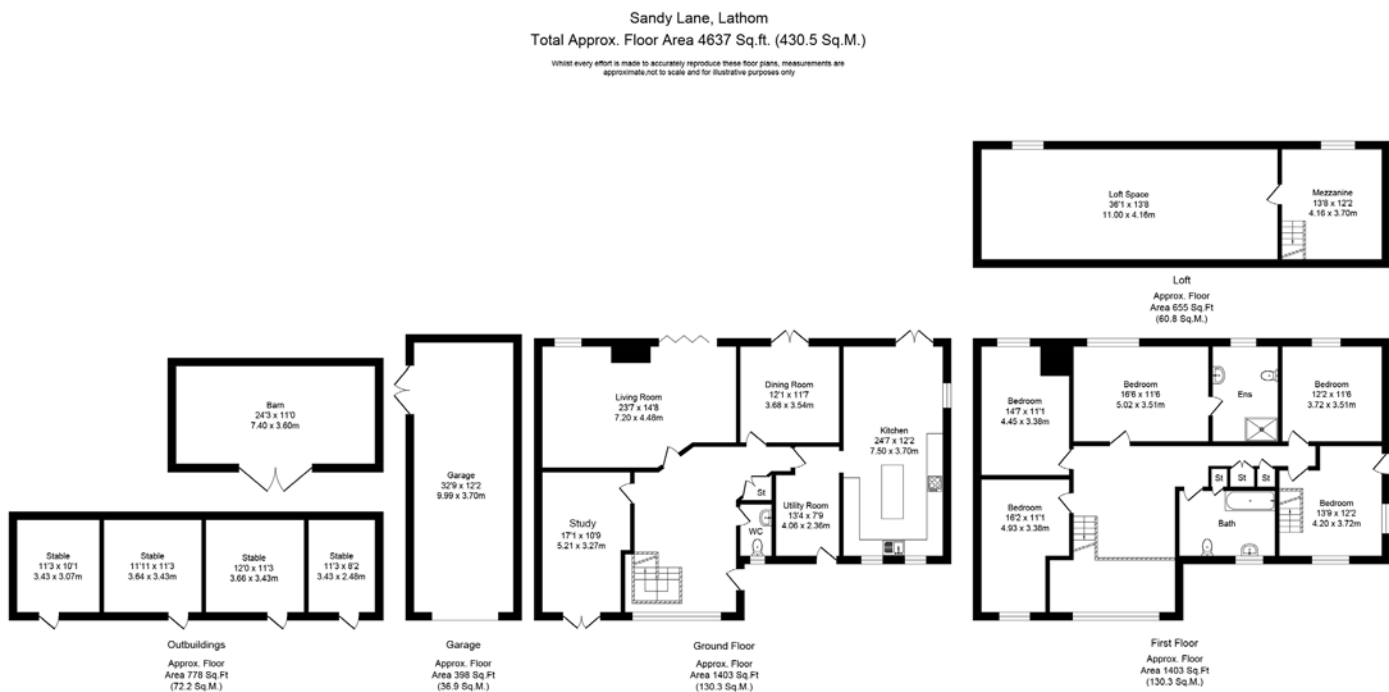 Sandy Lane, Lathom
Total Approx. Floor Area 4637 Sq.ft. (430.5 Sq.M.)
Whilst every effort is made to accurately reproduce these floor plans, measurements are
approximate,not to scale and for illustrative purposes only
Loft Space
36'1 x 13'8
11.00 x 4.16m
Mezzanine
13'8 x 12'2
4.16 x 3.70m
Loft
Approx. Floor
Area 655 Sq.Ft
(60.8 Sq.M.)
Barn
24'3 x 11'0
7.40 x 3.60m
Stable
11'3 x 10'1
3.43 x 3.07m
Stable
11'11 x 11'3
3.64 x 3.43m
Stable
12'0 x 11'3
3.66 x 3.43m
Stable
11'3 x 8'2
3.43 x 2.48m
Outbuildings
Approx. Floor
Area 778 Sq.Ft
(72.2 Sq.M.)
Garage
32'9 x 12'2
9.99 x 3.70m
Garage
Approx. Floor
Area 398 Sq.Ft
(36.9 Sq.M.)
Living Room
23'7 x 14'8
7.20 x 4.48m
Dining Room
12'1 x 11'7
3.68 x 3.54m
Kitchen
24'7 x 12'2
7.50 x 3.70m
Study
17'1 x 10'9
5.21 x 3.27m
St
WC
Utility Room
13'4 x 7'9
4.06 x 2.36m
Ground Floor
Approx. Floor
Area 1403 Sq.Ft
(130.3 Sq.M.)
Bedroom
14'7 x 11'1
4.45 x 3.38m
Bedroom
16'6 x 11'6
5.02 x 3.51m
Ens
Bedroom
12'2 x 11'6
3.72 x 3.51m
Bedroom
16'2 x 11'1
4.93 x 3.38m
St
St
St
Bath
Bedroom
13'9 x 12'2
4.20 x 3.72m
First Floor
Approx. Floor
Area 1403 Sq.Ft
(130.3 Sq.M.)